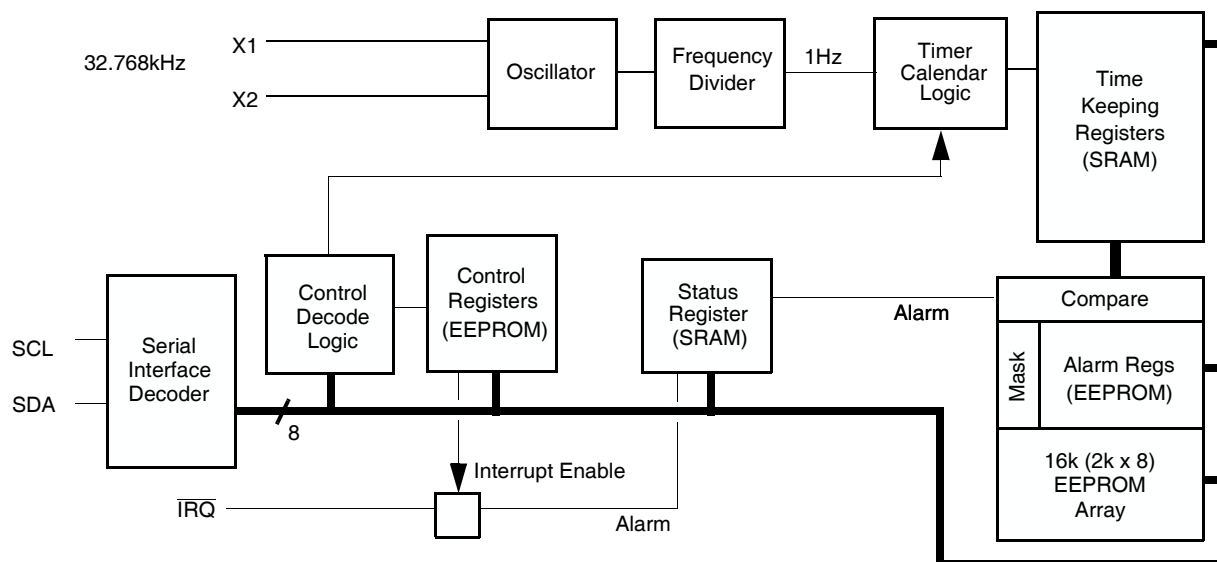 32.768kHz
X1
X2
Oscillator
Frequency
Divider
1Hz
Timer
Calendar
Logic
Time
Keeping
Registers
(SRAM)
Control
Decode
Logic
Control
Registers
(EEPROM)
Status
Register
(SRAM)
Alarm
Compare
Mask
Alarm Regs
(EEPROM)
16k (2k x 8)
EEPROM
Array
SCL
SDA
Serial
Interface
Decoder
8
Interrupt Enable
IRQ
Alarm